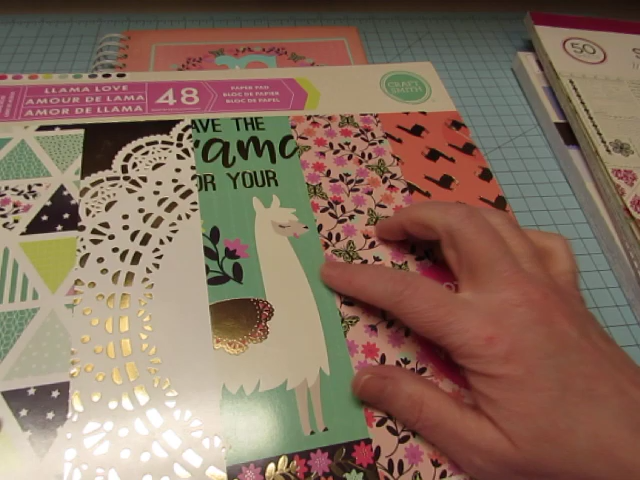 LLAMA LOVE
AMOUR DE LAMA
AMOR DE LLAMA
48
PAPER PAD
BLOC DE PAPIER
BLOC DE PAPEL
CRAFT
SMITH
AVE THE
ama
OR YOUR
50